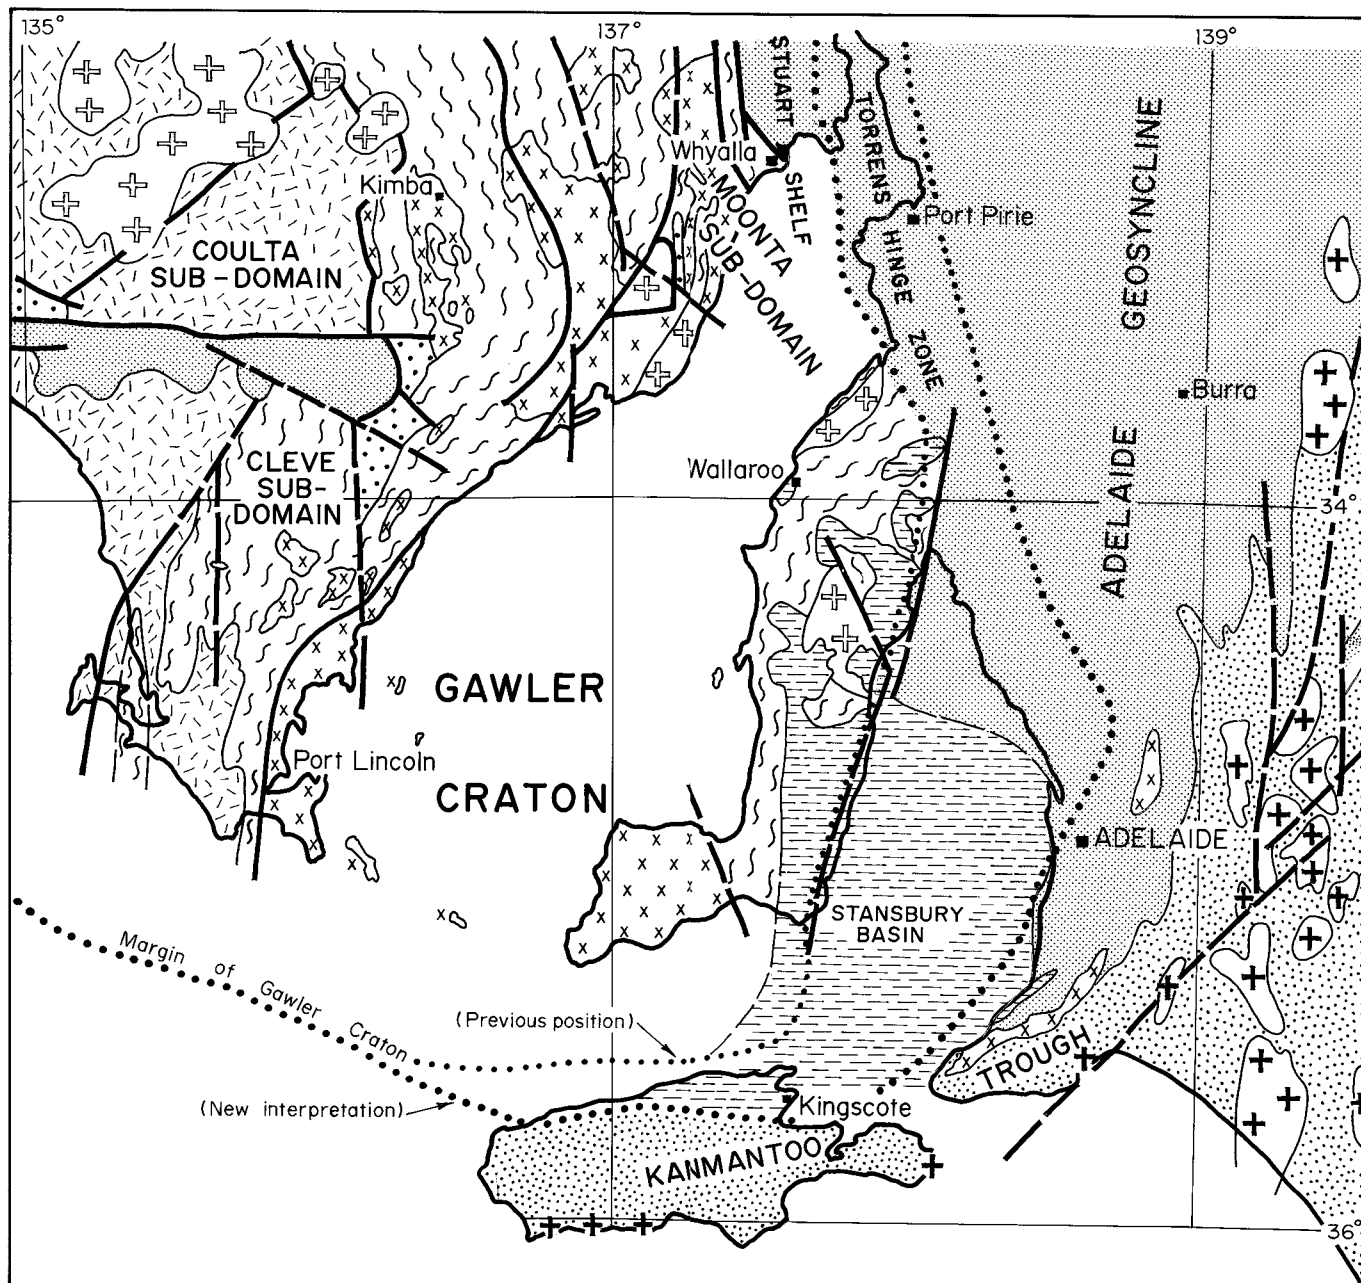 135°
137°
139°
STUART
SHELF
TORRENS
HINGE ZONE
GEOSYNCLINE
ADELAIDE
Whyalla
Kimba
MOONTA
SUB-DOMAIN
Port Pirie
COULTA
SUB-DOMAIN
Burra
CLEVE
SUB-
DOMAIN
Wallaroo
34°
GAWLER
CRATON
Port Lincoln
ADELAIDE
STANSBURY
BASIN
Margin of Gawler Craton
(Previous position)
(New interpretation)
TROUGH
Kingscote
KANMANTOO
36°